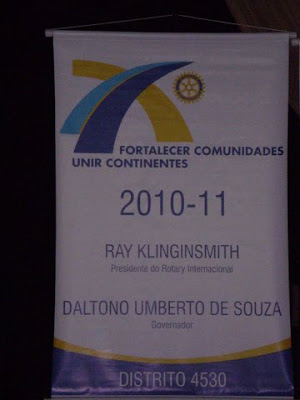 FORTALECER COMUNIDADES
UNIR CONTINENTES
2010-11
RAY KLINGINSMITH
Presidente do Rotary Internacional
DALTONO UMBERTO DE SOUZA
Governador
DISTRITO 4530